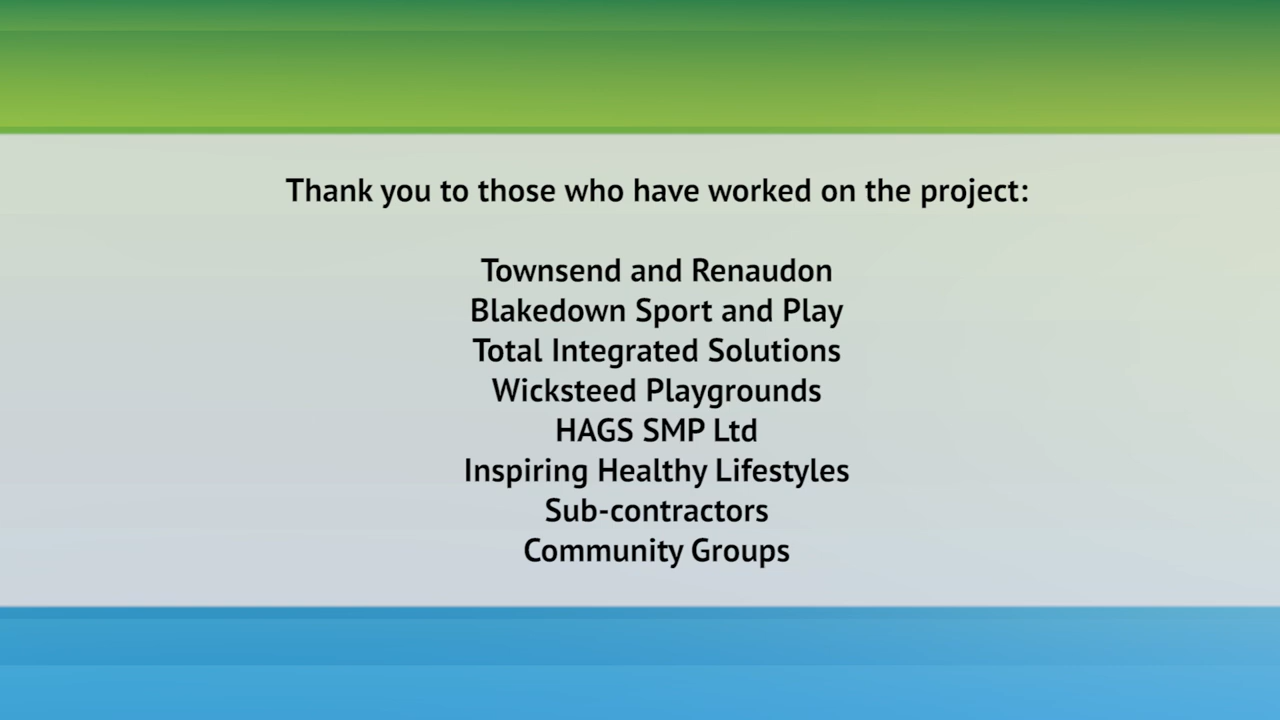 Thank you to those who have worked on the project:
Townsend and Renaudon
Blakedown Sport and Play
Total Integrated Solutions
Wicksteed Playgrounds
HAGS SMP Ltd
Inspiring Healthy Lifestyles
Sub-contractors
Community Groups